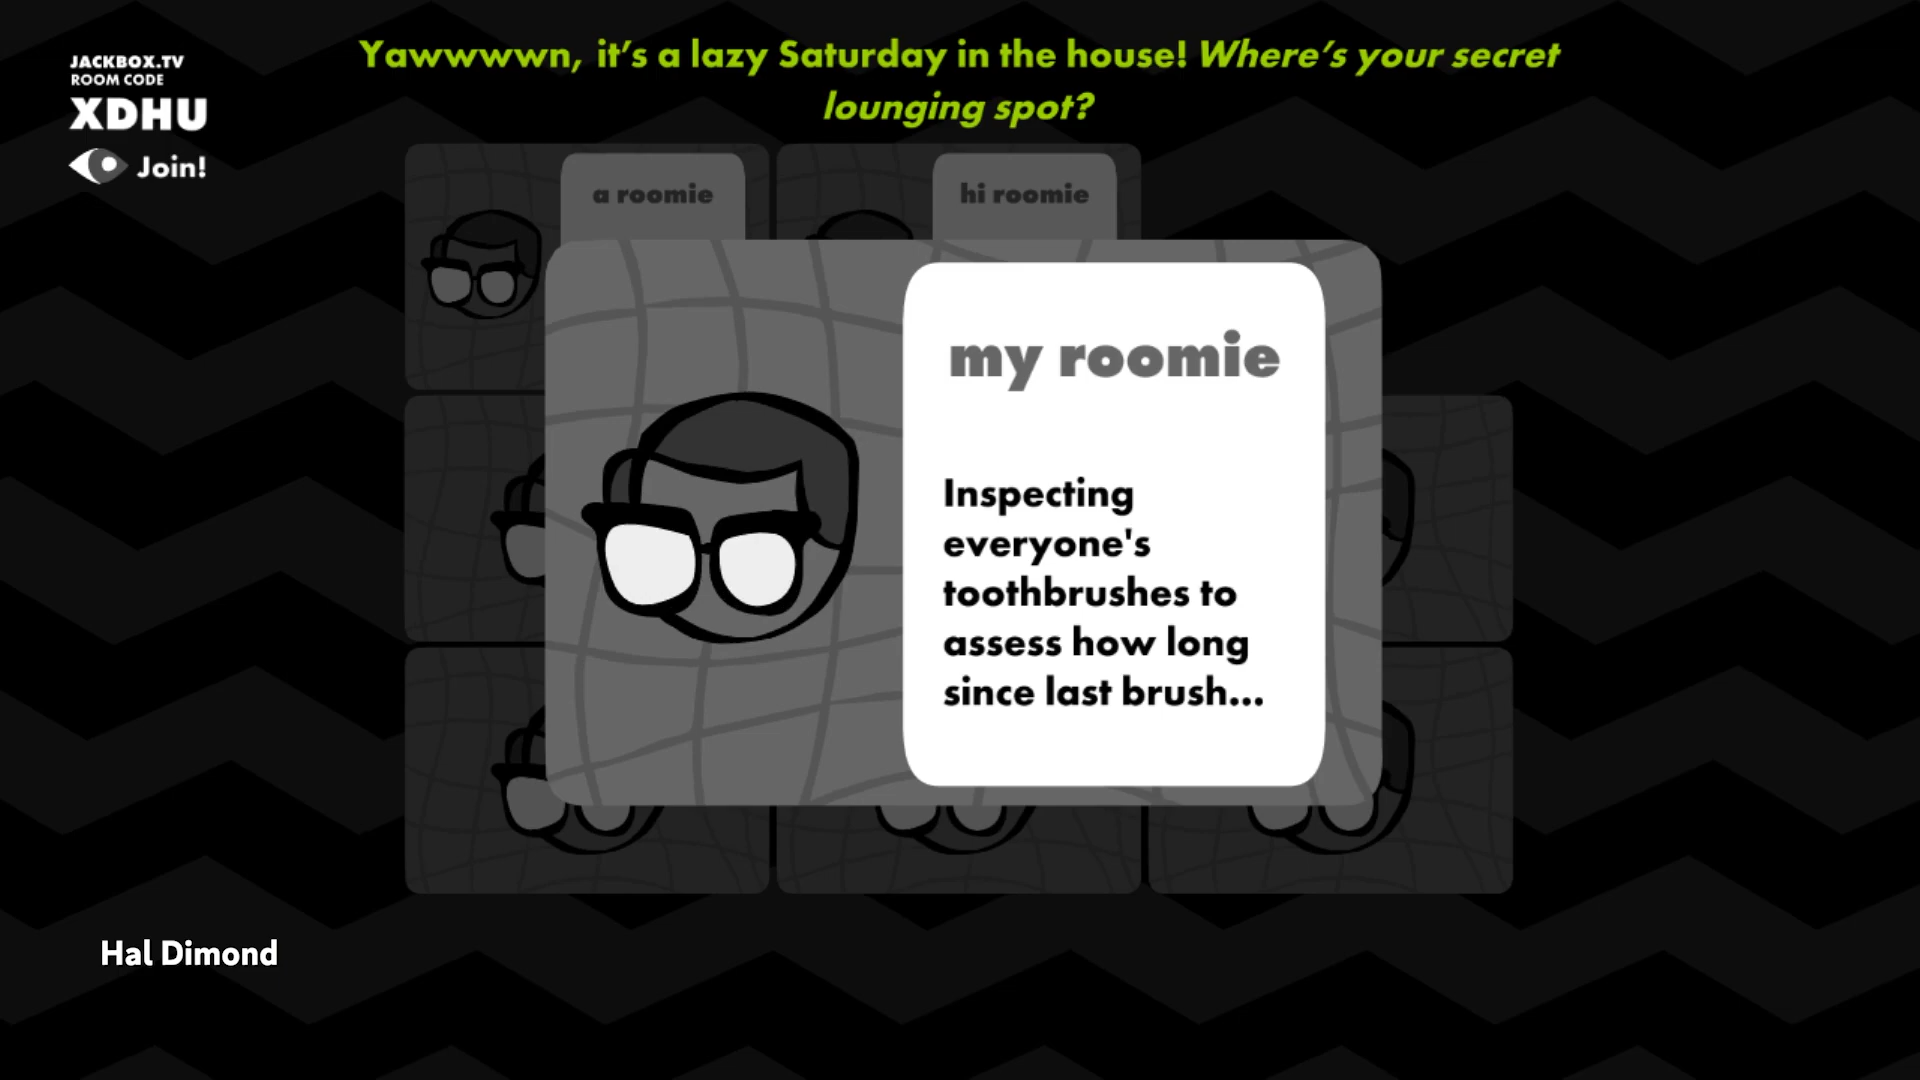 Yawwwwn, it's a lazy Saturday in the house! Where's your secret
lounging spot?
JACKBOX.TV
ROOM CODE
XDHU
Join!
a roomie
hi roomie
my roomie
Inspecting
everyone's
toothbrushes to
assess how long
since last brush...
Hal Dimond